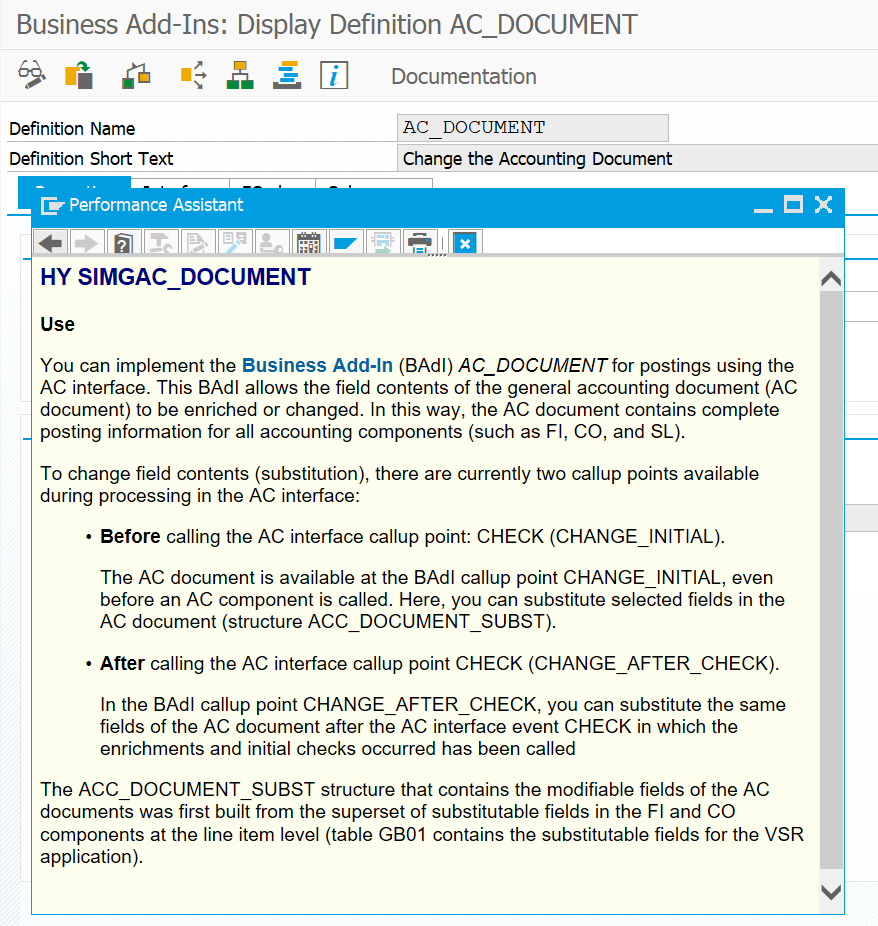 Business Add-Ins: Display Definition AC_DOCUMENT
Documentation
Definition Name AC_DOCUMENT
Definition Short Text Change the Accounting Document
Performance Assistant
HY SIMGAC_DOCUMENT
Use
You can implement the Business Add-In (BAdI) AC_DOCUMENT for postings using the
AC interface. This BAdI allows the field contents of the general accounting document (AC
document) to be enriched or changed. In this way, the AC document contains complete
posting information for all accounting components (such as FI, CO, and SL).
To change field contents (substitution), there are currently two callup points available
during processing in the AC interface:
• Before calling the AC interface callup point: CHECK (CHANGE_INITIAL).
The AC document is available at the BAdI callup point CHANGE_INITIAL, even
before an AC component is called. Here, you can substitute selected fields in the
AC document (structure ACC_DOCUMENT_SUBST).
• After calling the AC interface callup point CHECK (CHANGE_AFTER_CHECK).
In the BAdI callup point CHANGE_AFTER_CHECK, you can substitute the same
fields of the AC document after the AC interface event CHECK in which the
enrichments and initial checks occurred has been called
The ACC_DOCUMENT_SUBST structure that contains the modifiable fields of the AC
documents was first built from the superset of substitutable fields in the FI and CO
components at the line item level (table GB01 contains the substitutable fields for the VSR
application).